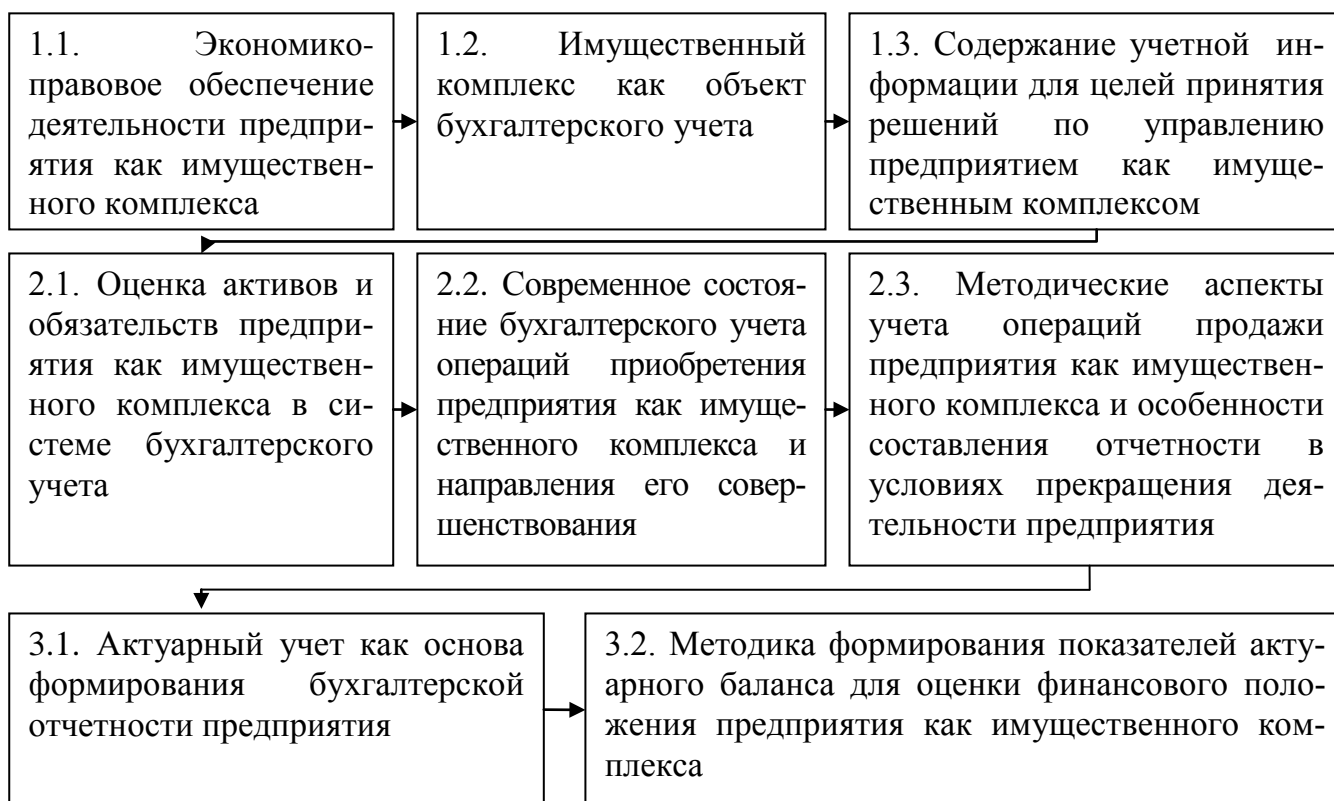 1.1. Экономико-
правовое обеспечение
деятельности предпри-
ятия как имуществен-
ного комплекса
1.2. Имущественный
комплекс как объект
бухгалтерского учета
1.3. Содержание учетной ин-
формации для целей принятия
решений по управлению
предприятием как имуще-
ственным комплексом
2.1. Оценка активов и
обязательств предпри-
ятия как имуществен-
ного комплекса в си-
стеме бухгалтерского
учета
2.2. Современное состоя-
ние бухгалтерского учета
операций приобретения
предприятия как имуще-
ственного комплекса и
направления его совер-
шенствования
2.3. Методические аспекты
учета операций продажи
предприятия как имуществен-
ного комплекса и особенности
составления отчетности в
условиях прекращения дея-
тельности предприятия
3.1. Актуарный учет как основа
формирования бухгалтерской
отчетности предприятия
3.2. Методика формирования показателей акту-
арного баланса для оценки финансового поло-
жения предприятия как имущественного ком-
плекса